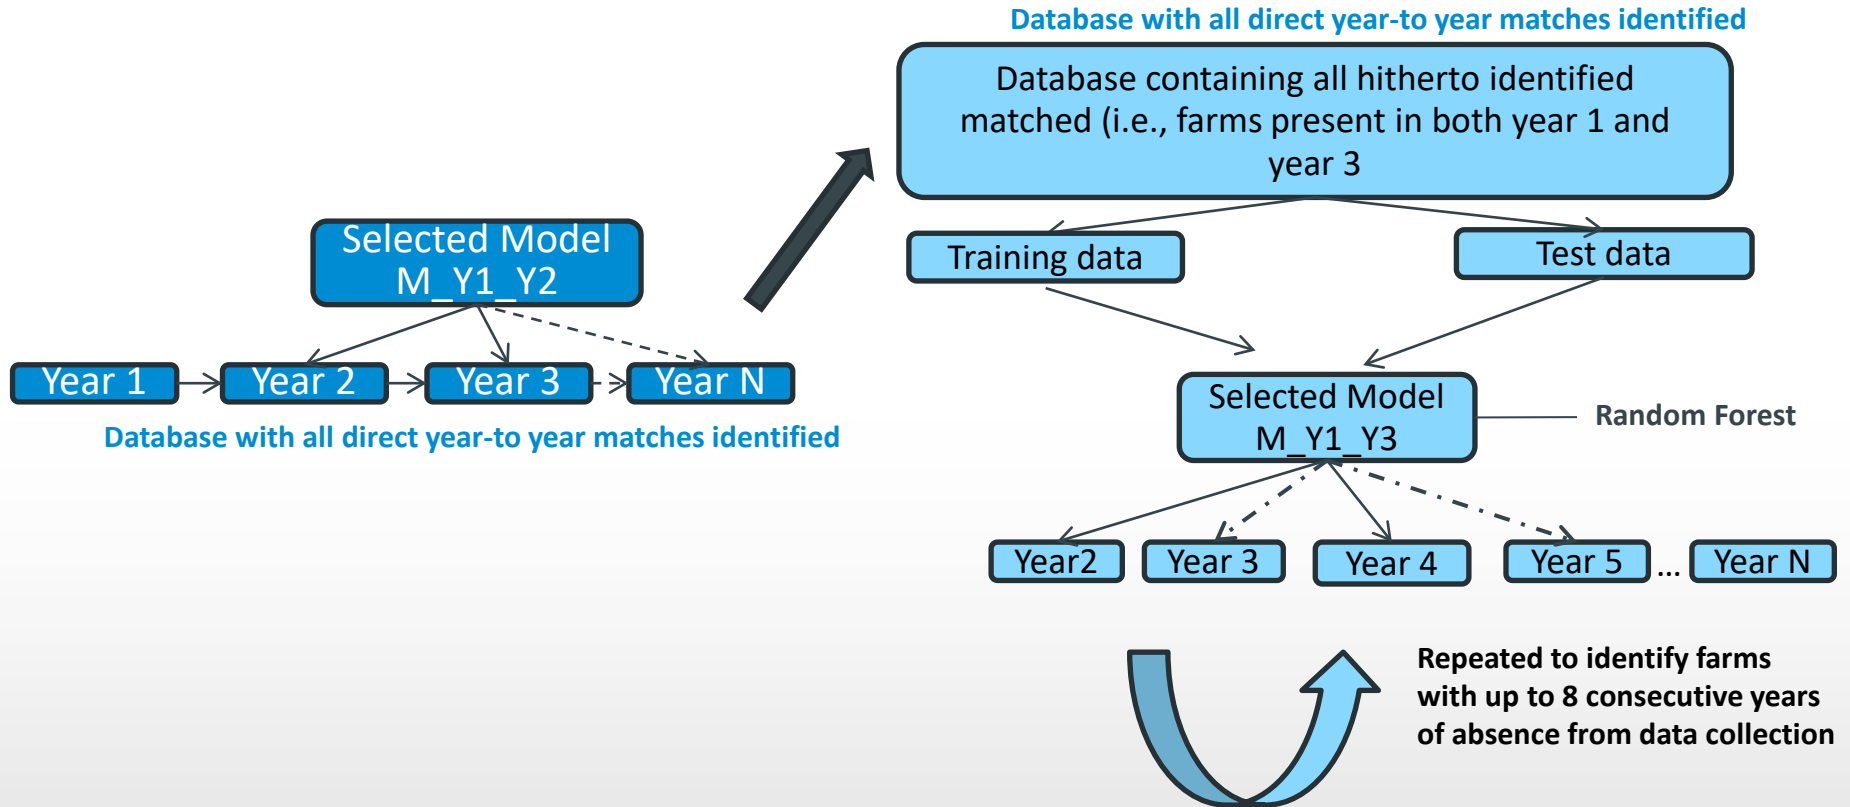 Database with all direct year-to year matches identified
Database containing all hitherto identified
matched (i.e., farms present in both year 1 and
year 3
Selected Model
M_Y1_Y2
Training data
Test data
Year 1
Year 2
Year 3
Year N
Database with all direct year-to year matches identified
Selected Model
M_Y1_Y3
Random Forest
Year2
Year 3
Year 4
Year 5
...
Year N
Repeated to identify farms
with up to 8 consecutive years
of absence from data collection